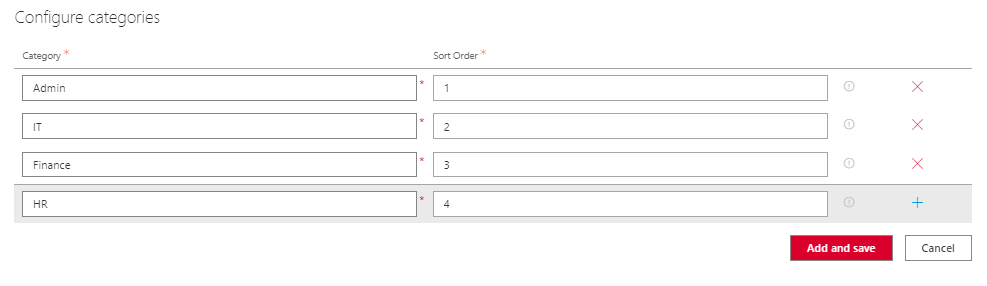 Configure categories
Category * Sort Order *
Admin * 1
IT * 2
Finance * 3
HR * 4
Add and save Cancel